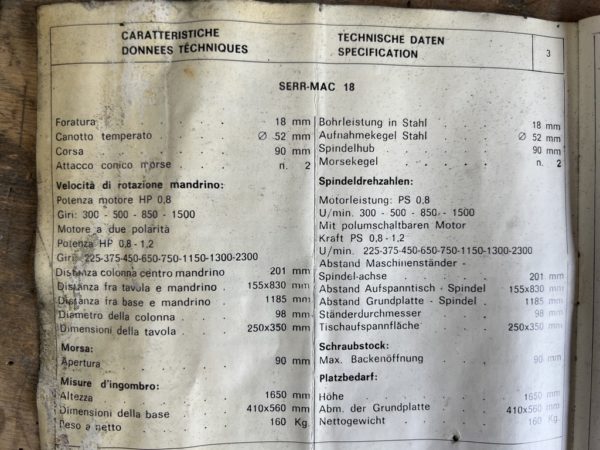 CARATTERISTICHE
DONNEES TÉCHNIQUES
TECHNISCHE DATEN
SPECIFICATION
3
SERR-MAC 18
Foratura 18 mm
Canotto temperato Ø 52 mm
Corsa 90 mm
Attacco conico morse n. 2
Velocità di rotazione mandrino:
Potenza motore HP 0,8
Giri: 300 - 500 - 850 - 1500
Motore a due polarità
Potenza HP 0,8 - 1,2
Giri: 225-375-450-650-750-1150-1300-2300
Distanza colonna centro mandrino 201 mm
Distanza fra tavola e mandrino 155x830 mm
Distanza fra base e mandrino 1185 mm
Diametro della colonna 98 mm
Dimensioni della tavola 250x350 mm
Morsa:
Apertura 90 mm
Misure d'ingombro:
Altezza 1650 mm
Dimensioni della base 410x560 mm
Peso a netto 160 Kg.
Bohrleistung in Stahl 18 mm
Aufnahmekegel Stahl Ø 52 mm
Spindelhub 90 mm
Morsekegel n. 2
Spindeldrehzahlen:
Motorleistung: PS 0,8
U/min. 300 - 500 - 850 - 1500
Mit polumschaltbaren Motor
Kraft PS 0,8 - 1,2
U/min. 225-375-450-650-750-1150-1300-2300
Abstand Maschiienständer -
Spindel-achse 201 mm
Abstand Aufspanntisch - Spindel 155x830 mm
Abstand Grundplatte - Spindel 1185 mm
Ständerdurchmesser 98 mm
Tischaufspannfläche 250x350 mm
Schraubstock:
Max. Backenöffnung 90 mm
Platzbedarf:
Höhe 1650 mm
Abm. der Grundplatte 410x560 mm
Nettogewicht 160 Kg.